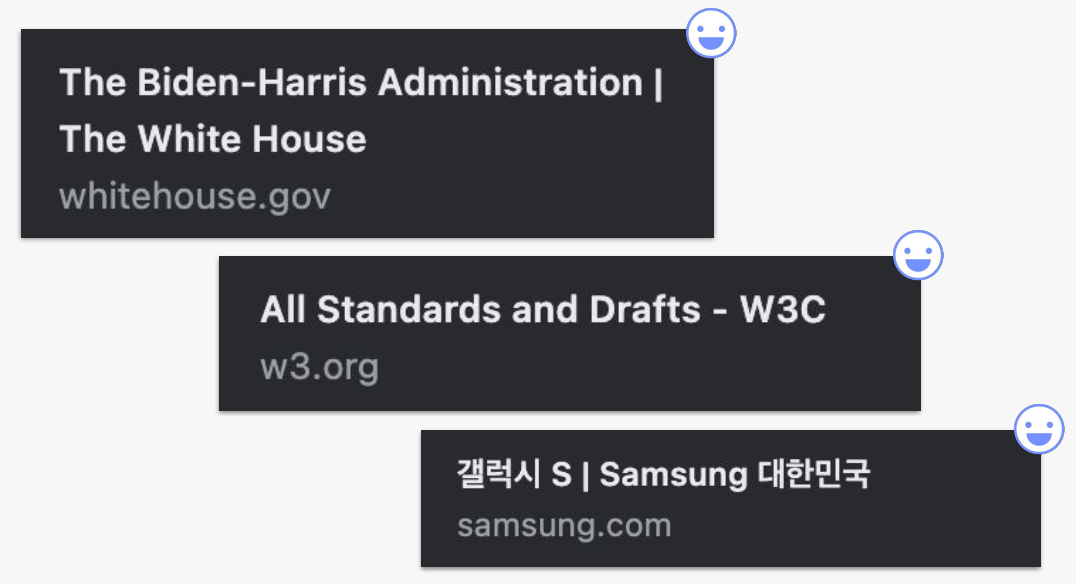 The Biden-Harris Administration |
The White House
whitehouse.gov
All Standards and Drafts - W3C
w3.org
갤럭시 S | Samsung 대한민국
samsung.com